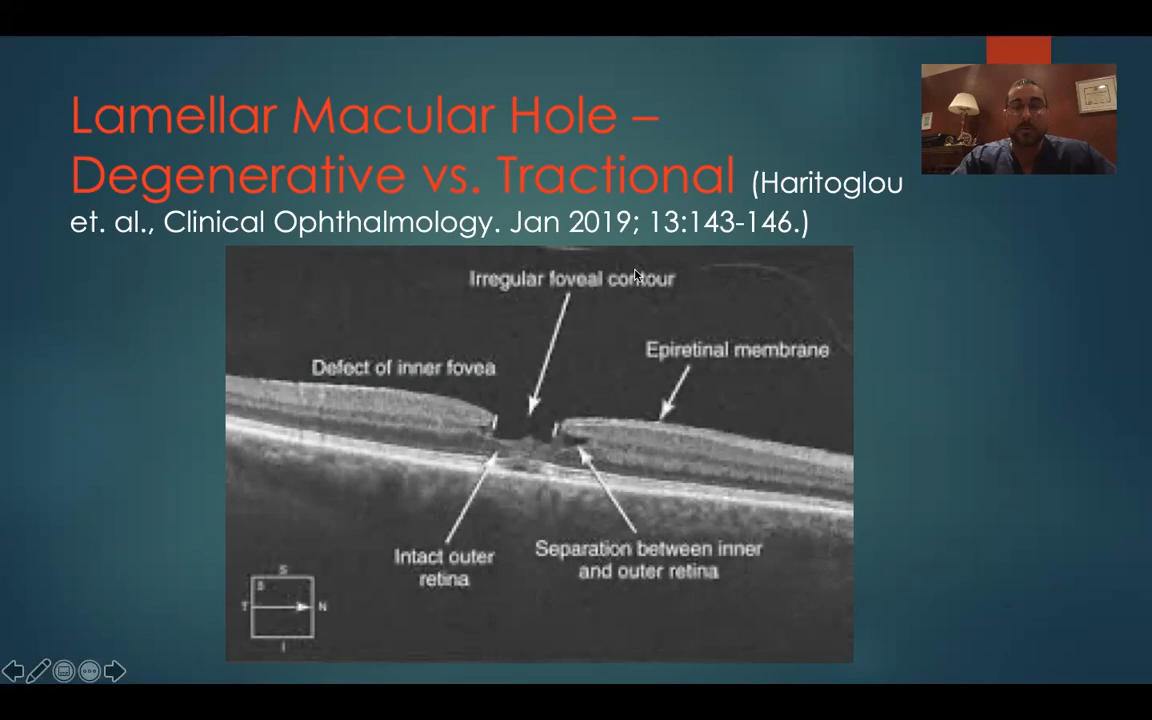 Lamellar Macular Hole –
Degenerative vs. Tractional (Haritoglou
et. al., Clinical Ophthalmology. Jan 2019; 13:143-146.)
Irregular foveal contour
Epiretinal membrane
Defect of inner fovea
Intact outer
retina
Separation between inner
and outer retina
S
S
T
N
I